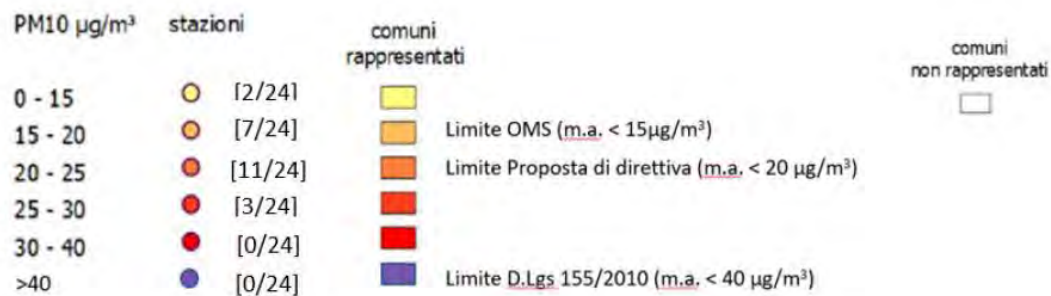 PM10 µg/m³ stazioni comuni rappresentati comuni non rappresentati
0 - 15 [2/24]
15 - 20 [7/24] Limite OMS (m.a. < 15µg/m³)
20 - 25 [11/24] Limite Proposta di direttiva (m.a. < 20 µg/m³)
25 - 30 [3/24]
30 - 40 [0/24]
>40 [0/24] Limite D.Lgs 155/2010 (m.a. < 40 µg/m³)